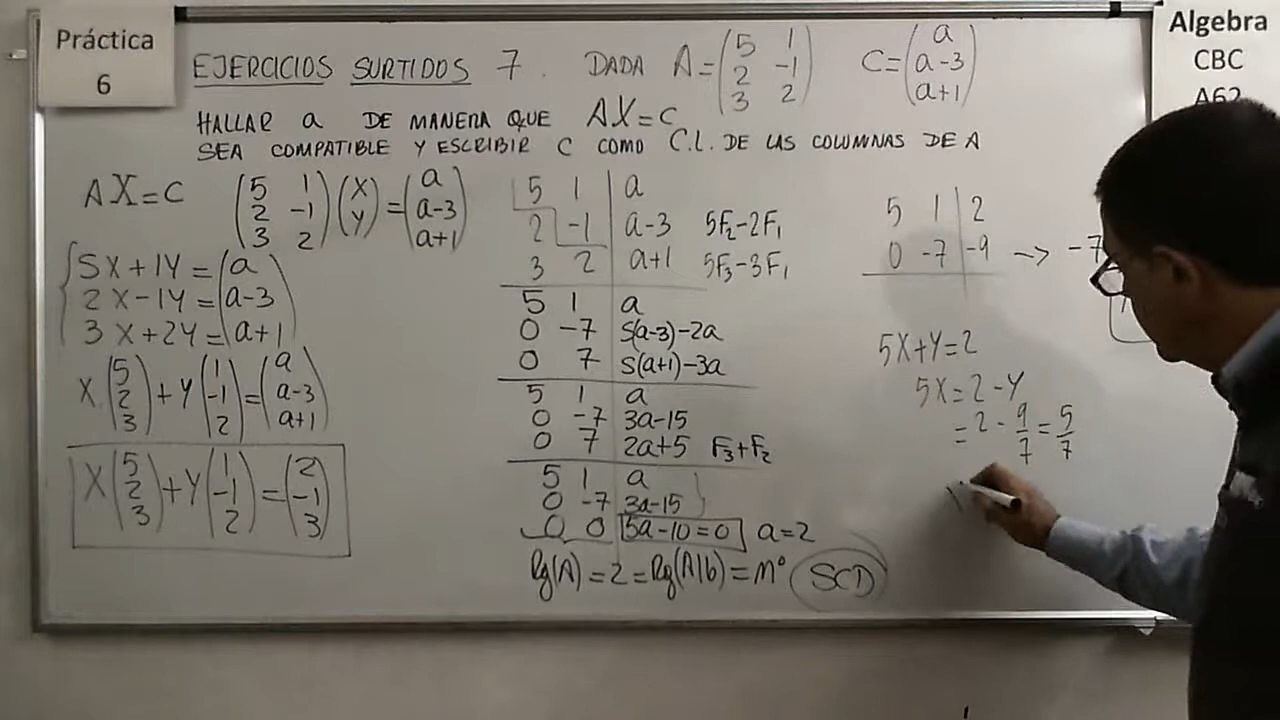 Práctica
6
EJERCICIOS SURTIDOS 7. DADA A=(5 1 / 2 -1 / 3 2) C=(a / a-3 / a+1)
HALLAR a DE MANERA QUE AX=C
SEA COMPATIBLE Y ESCRIBIR C COMO C.L. DE LAS COLUMNAS DE A
Algebra
CBC
A62
AX=C (5 1 / 2 -1 / 3 2)(X / Y)=(a / a-3 / a+1)
5X+1Y=(a
2X-1Y=(a-3
3X+2Y=(a+1)
X(5 / 2 / 3)+Y(1 / -1 / 2)=(a / a-3 / a+1)
X(5 / 2 / 3)+Y(1 / -1 / 2)=(2 / -1 / 3)
5 1 | a
2 -1 | a-3 5F₂-2F₁
3 2 | a+1 5F₃-3F₁
5 1 | a
0 -7 | 5(a-3)-2a
0 7 | 5(a+1)-3a
5 1 | a
0 -7 | 3a-15
0 7 | 2a+5 F₃+F₂
5 1 | a
0 -7 | 3a-15
0 0 | 5a-10=0 a=2
Rg(A)=2=Rg(A|b)=nº SCD
5 1 | 2
0 -7 | -9 -> -7
5X+Y=2
5X=2-Y
=2-9/7=5/7